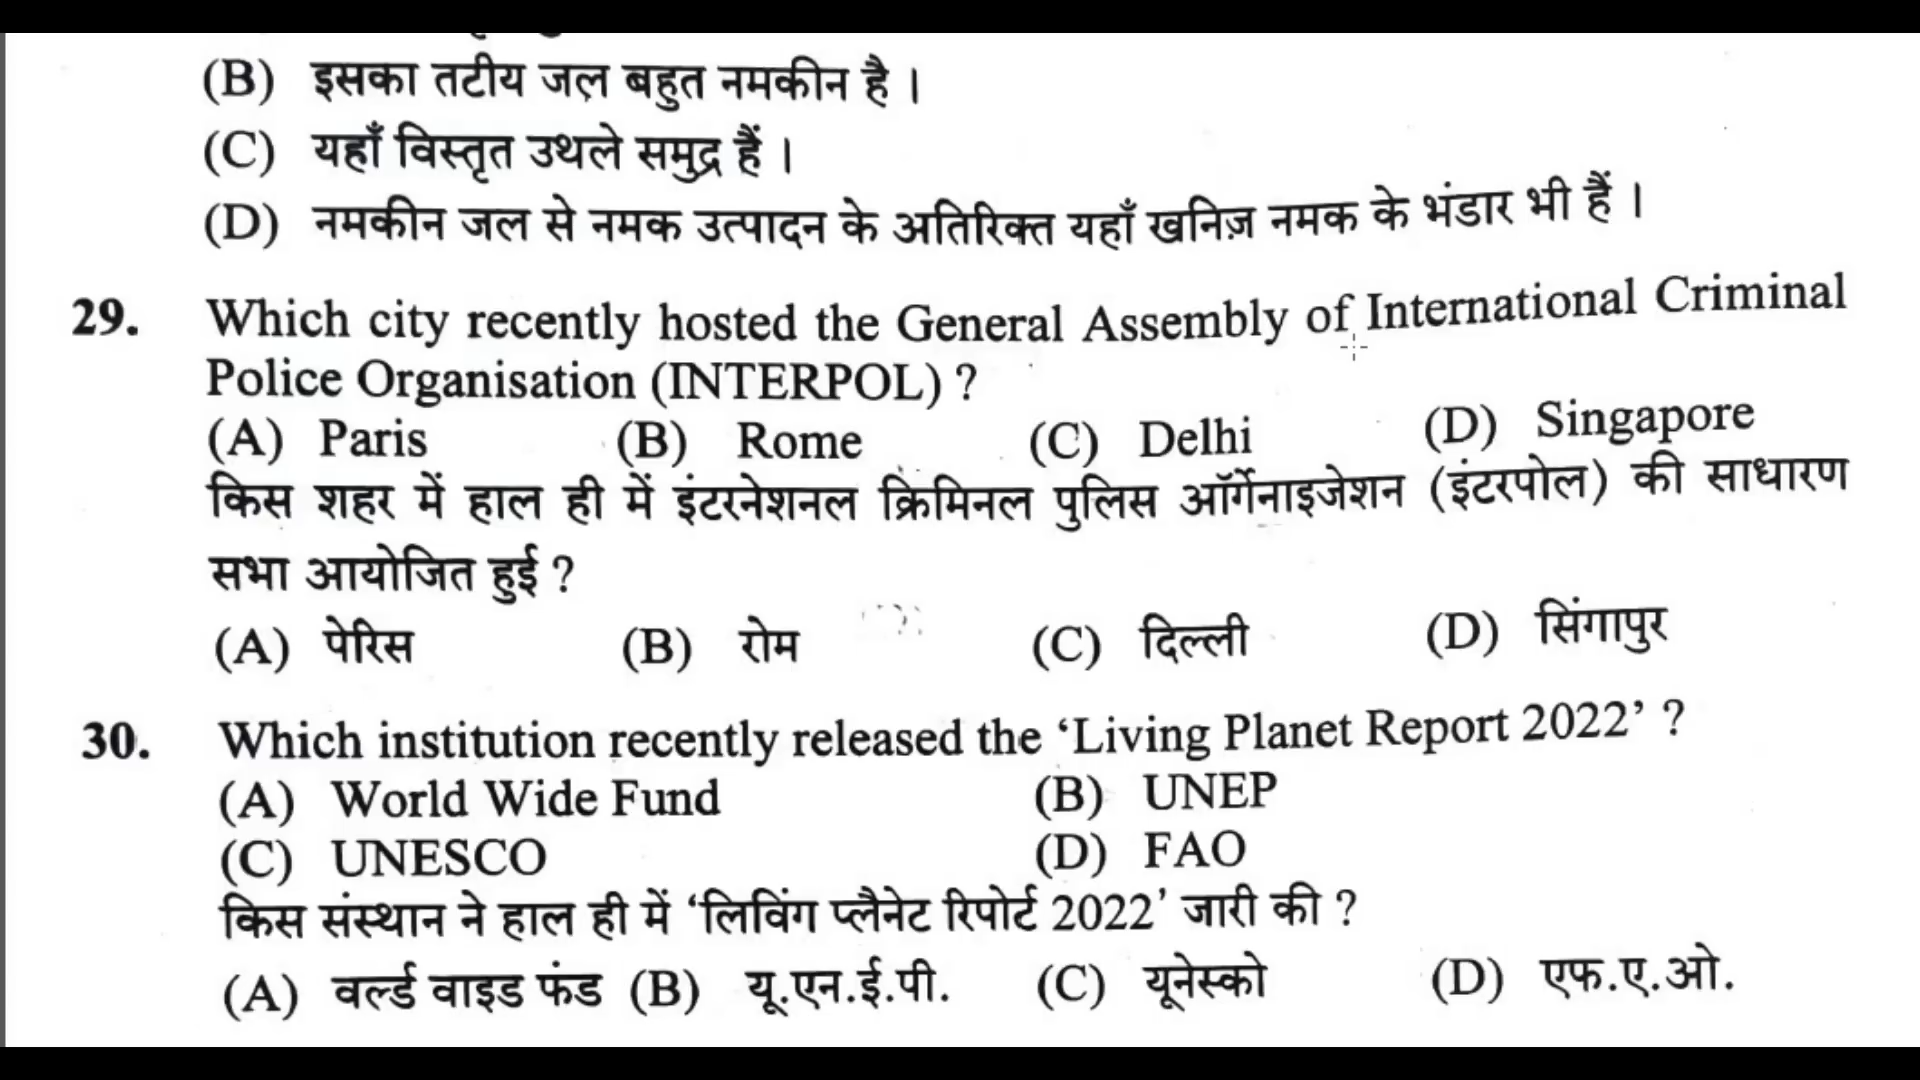 (B) इसका तटीय जल बहुत नमकीन है ।
(C) यहाँ विस्तृत उथले समुद्र हैं ।
(D) नमकीन जल से नमक उत्पादन के अतिरिक्त यहाँ खनिज़ नमक के भंडार भी हैं ।
29. Which city recently hosted the General Assembly of International Criminal
Police Organisation (INTERPOL) ?
(A) Paris (B) Rome (C) Delhi (D) Singapore
किस शहर में हाल ही में इंटरनेशनल क्रिमिनल पुलिस ऑर्गेनाइजेशन (इंटरपोल) की साधारण
सभा आयोजित हुई ?
(A) पेरिस (B) रोम (C) दिल्ली (D) सिंगापुर
30. Which institution recently released the ‘Living Planet Report 2022’ ?
(A) World Wide Fund (B) UNEP
(C) UNESCO (D) FAO
किस संस्थान ने हाल ही में ‘लिविंग प्लैनेट रिपोर्ट 2022’ जारी की ?
(A) वर्ल्ड वाइड फंड (B) यू.एन.ई.पी. (C) यूनेस्को (D) एफ.ए.ओ.